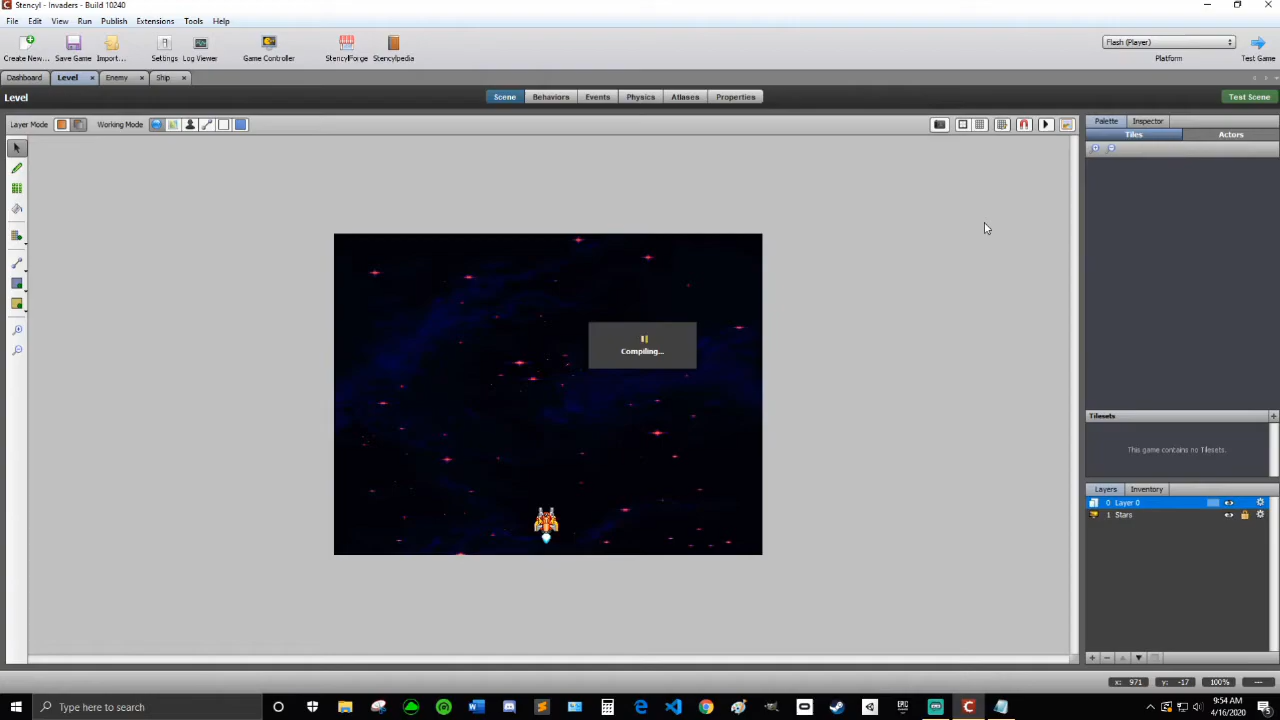 Stencyl - Invaders - Build 10240
File Edit View Run Publish Extensions Tools Help
Create New... Save Game Import... Settings Log Viewer Game Controller StencylForge Stencylpedia
Flash (Player)
Platform Test Game
Dashboard Level Enemy Ship
Level Scene Behaviors Events Physics Atlases Properties Test Scene
Layer Mode Working Mode
Palette Inspector
Tiles Actors
Compiling...
Tilesets
This game contains no Tilesets.
Layers Inventory
0 Layer 0
1 Stars
x: 971 y: -17 100% ---
Type here to search
9:54 AM
4/16/2020